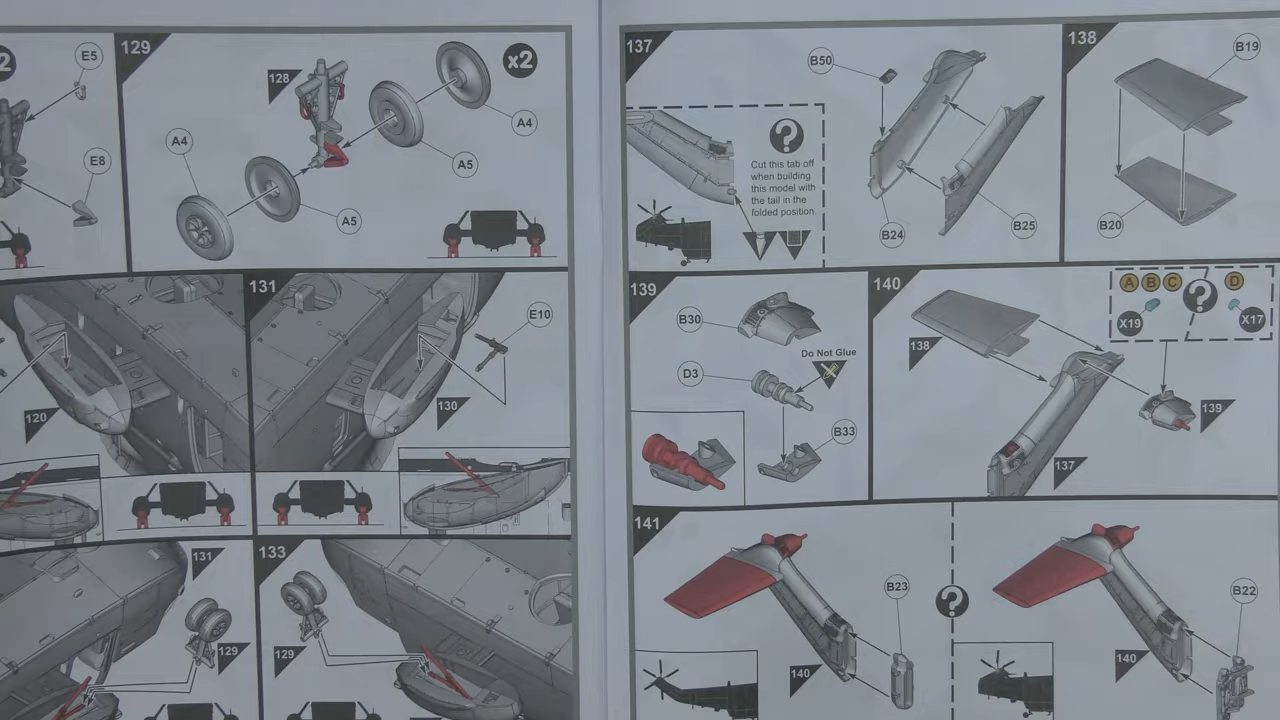 2
E5
E8
129
128
x2
A4
A5
A4
A5
120
131
E10
130
131
129
133
129
137
B50
?
Cut this tab off
when building
this model with
the tail in the
folded position.
B24
B25
138
B19
B20
139
B30
Do Not Glue
D3
B33
140
A B C ? D
X19
X17
138
139
137
141
B23
140
?
B22
140